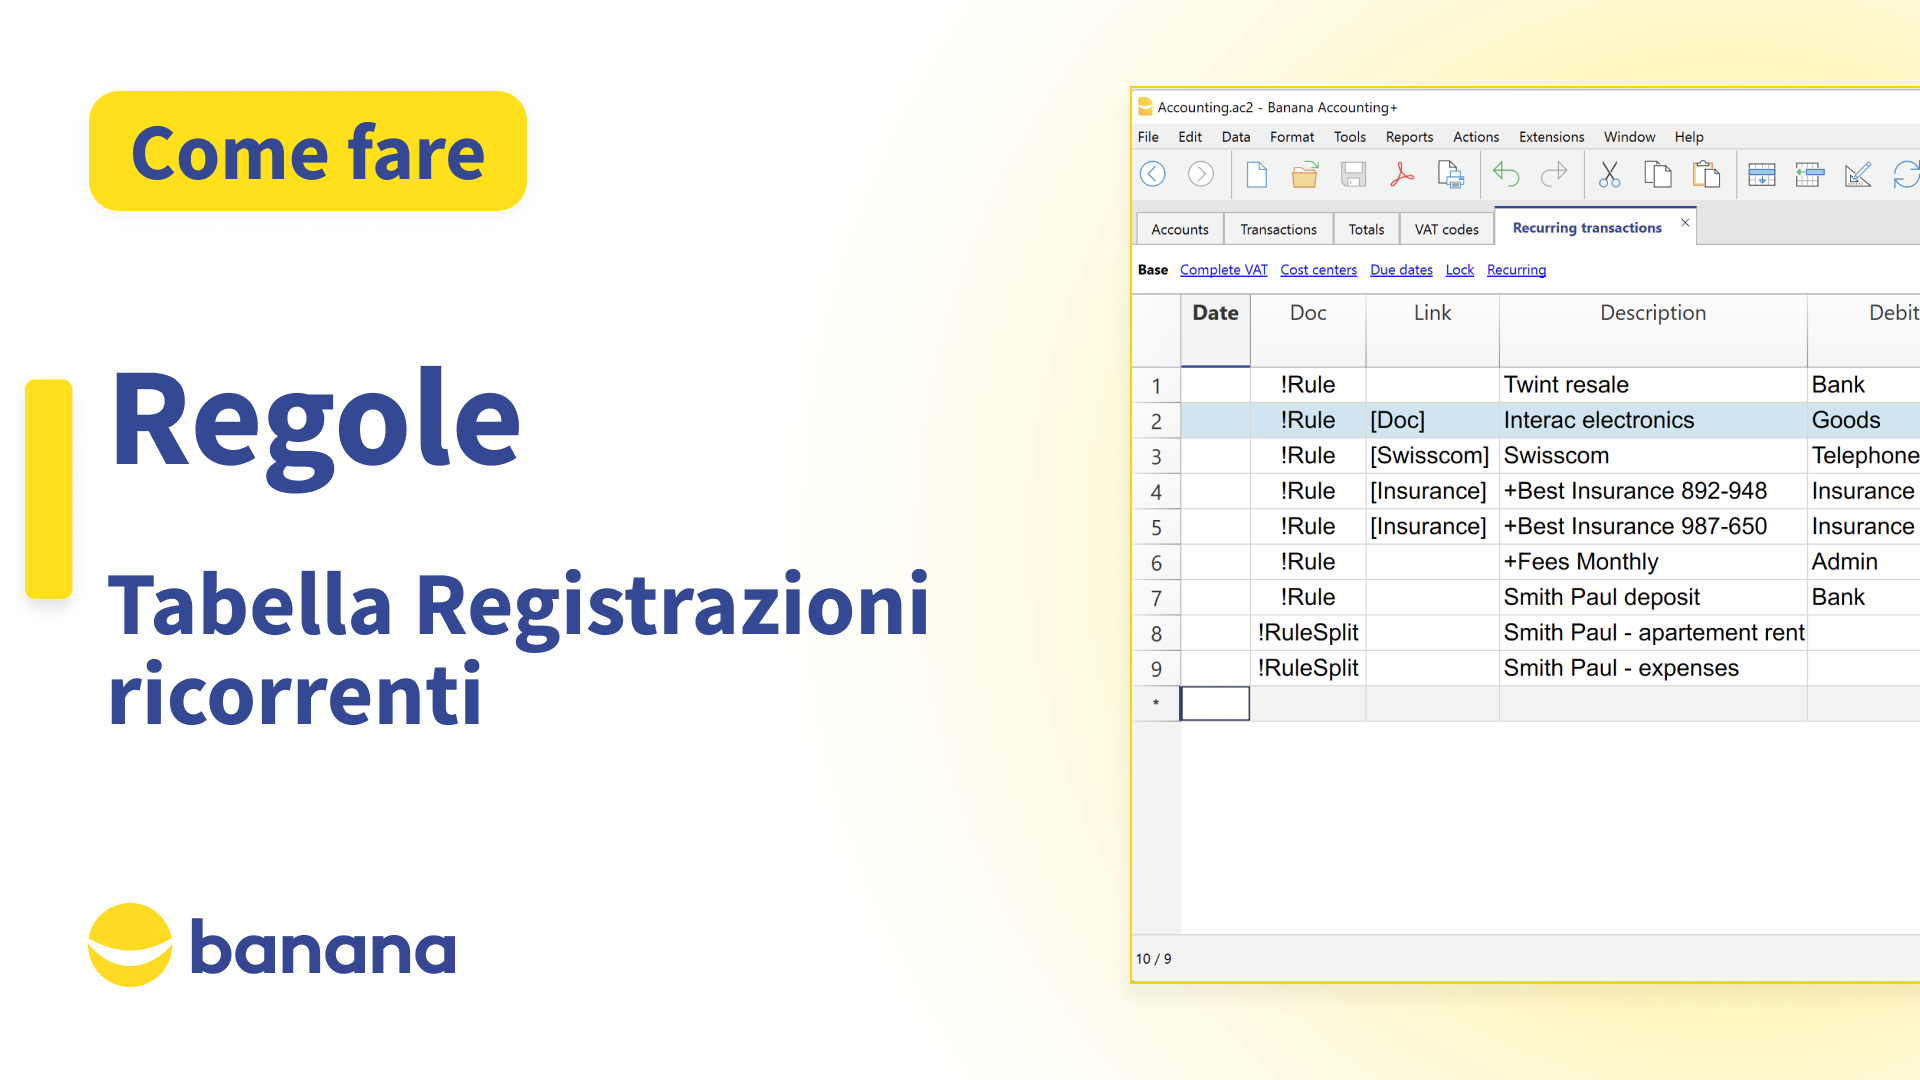 Come fare
Regole
Tabella Registrazioni
ricorrenti
banana
Accounting.ac2 - Banana Accounting+
File Edit Data Format Tools Reports Actions Extensions Window Help
Accounts Transactions Totals VAT codes Recurring transactions
Base Complete VAT Cost centers Due dates Lock Recurring
Date Doc Link Description Debit
1 !Rule Twint resale Bank
2 !Rule [Doc] Interac electronics Goods
3 !Rule [Swisscom] Swisscom Telephone
4 !Rule [Insurance] +Best Insurance 892-948 Insurance
5 !Rule [Insurance] +Best Insurance 987-650 Insurance
6 !Rule +Fees Monthly Admin
7 !Rule Smith Paul deposit Bank
8 !RuleSplit Smith Paul - apartement rent
9 !RuleSplit Smith Paul - expenses
*
10 / 9